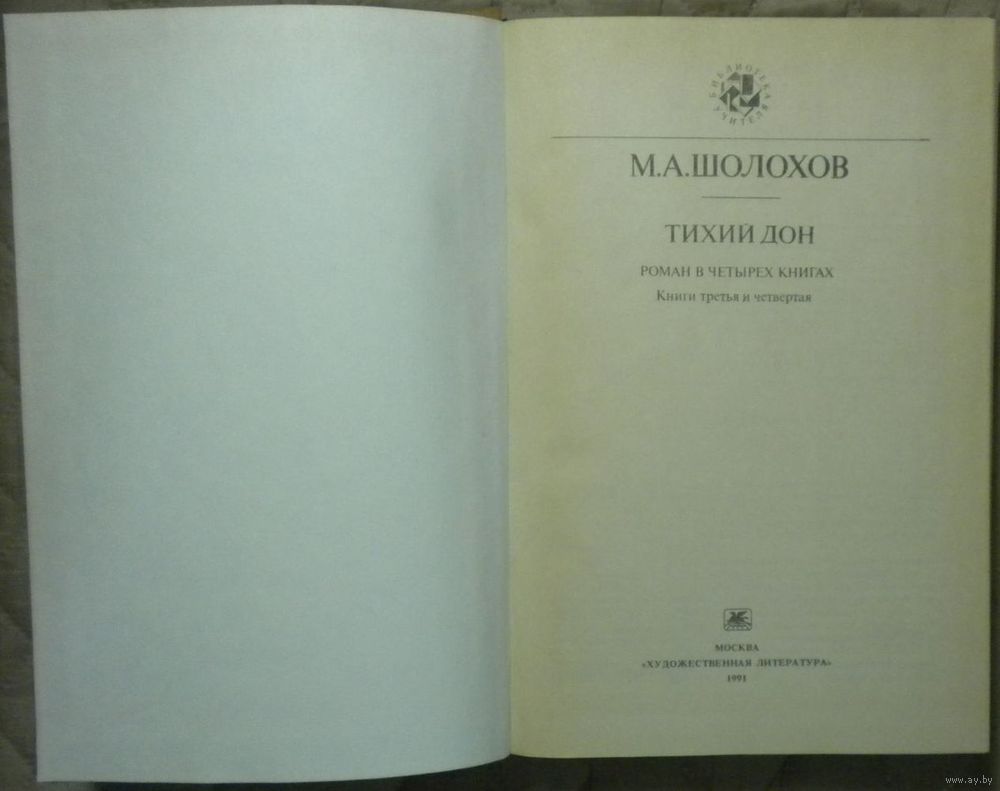 БИБЛИОТЕКА УЧИТЕЛЯ
М.А.ШОЛОХОВ
ТИХИЙ ДОН
РОМАН В ЧЕТЫРЕХ КНИГАХ
Книги третья и четвертая
МОСКВА
«ХУДОЖЕСТВЕННАЯ ЛИТЕРАТУРА»
1991
www.ay.by